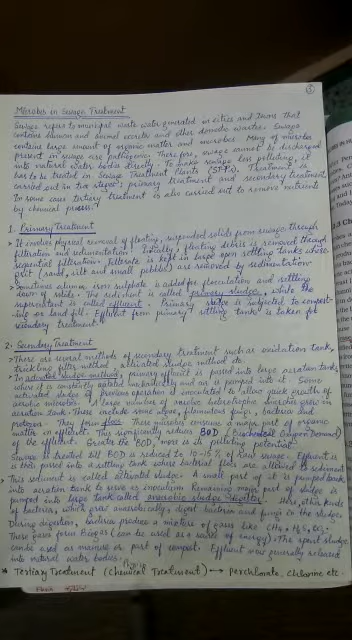 Microbes in Sewage Treatment
Sewage refers to municipal waste water generated in cities and towns that
contains human and animal excreta and other domestic wastes. Sewage
contains large amount of organic matter and microbes. Many of microbes
present in sewage are pathogenic. Therefore, sewage cannot be discharged
into natural water bodies directly. To make sewage less polluting, it
has to be treated in Sewage Treatment Plants (STPs). Treatment is
carried out in two steps: primary treatment and secondary treatment.
In some cases tertiary treatment is also carried out to remove nutrients
by chemical process.
1. Primary Treatment
> It involves physical removal of floating, suspended solids from sewage through
filtration and sedimentation. Initially, floating debris is removed through
sequential filteration. Filterate is kept in large open settling tanks where
grit (sand, silt and small pebbles) are removed by sedimentation.
> Sometimes alum or iron sulphate is added for flocculation and settling
down of solids. The sediment is called primary sludge, while the
supernatant is called effluent. Primary sludge is subjected to compost-
ing or land fill. Effluent from primary settling tank is taken for
secondary treatment.
2. Secondary Treatment
> There are several methods of secondary treatment such as oxidation tank,
trickling filter method, activated sludge method etc.
> In activated sludge method, primary effluent is passed into large aeration tanks
where it is constantly agitated mechanically and air is pumped into it. Some
activated sludge of previous operation is inocculated to bring quick growth of
aerobic microbes. A large number of aerobic heterotrophic microbes grow in
aeration tank. These include some algae, filamentous fungi, bacteria and
protozoa. They form flocs. These microbes consume a major part of organic
matter in effluent. This significantly reduces BOD (Biochemical Oxygen Demand)
of the effluent. Greater the BOD, more is its polluting potential.
Sewage is treated till BOD is reduced to 10-15% of raw sewage. Effluent is
is then passed into a settling tank where bacterial flocs are allowed to sediment.
> This sediment is called activated sludge. A small part of it is pumped back
into aeration tank to serve as inoculum. Remaining major part of sludge is
pumped into large tank called anaerobic sludge digester. Here, other kinds
of bacteria, which grow anaerobically, digest bacteria and fungi in the sludge.
During digestion, bacteria produce a mixture of gases like CH4, H2S, CO2.
These gases form Biogas (can be used as a source of energy). The spent sludge
can be used as manure or part of compost. Effluent now generally released
into natural water bodies.
* Tertiary Treatment (Chemical Treatment) → Perchlorate, Chlorine etc.